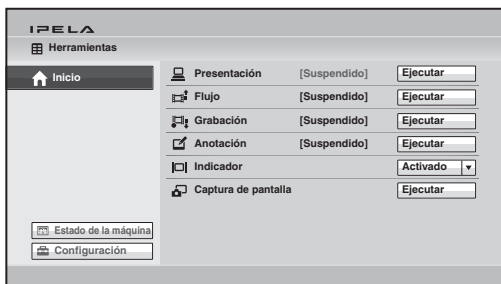 IPELA
Herramientas
Inicio
Presentación [Suspendido] Ejecutar
Flujo [Suspendido] Ejecutar
Grabación [Suspendido] Ejecutar
Anotación [Suspendido] Ejecutar
Indicador Activado
Captura de pantalla Ejecutar
Estado de la máquina
Configuración